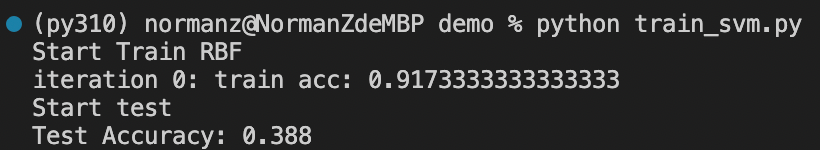 (py310) normanz@NormanZdeMBP demo % python train_svm.py
Start Train RBF
iteration 0: train acc: 0.9173333333333333
Start test
Test Accuracy: 0.388